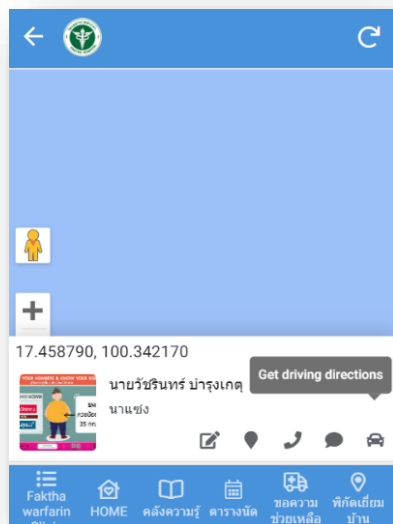 17.458790, 100.342170
นายวัชรินทร์ บำรุงเกตุ
Get driving directions
นาแซง
Faktha
warfarin
HOME
คลังความรู้
ตารางนัด
ขอความ
ช่วยเหลือ
พิกัดเยี่ยม
บ้าน